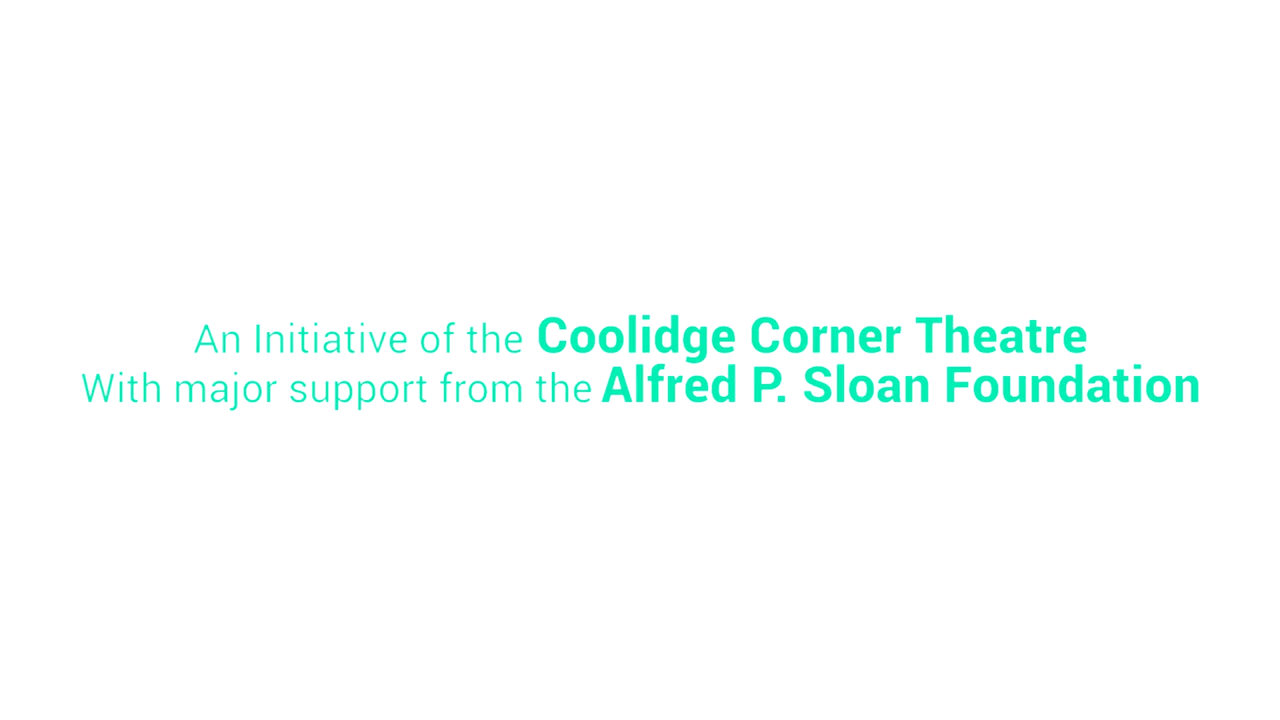 An Initiative of the Coolidge Corner Theatre
With major support from the Alfred P. Sloan Foundation